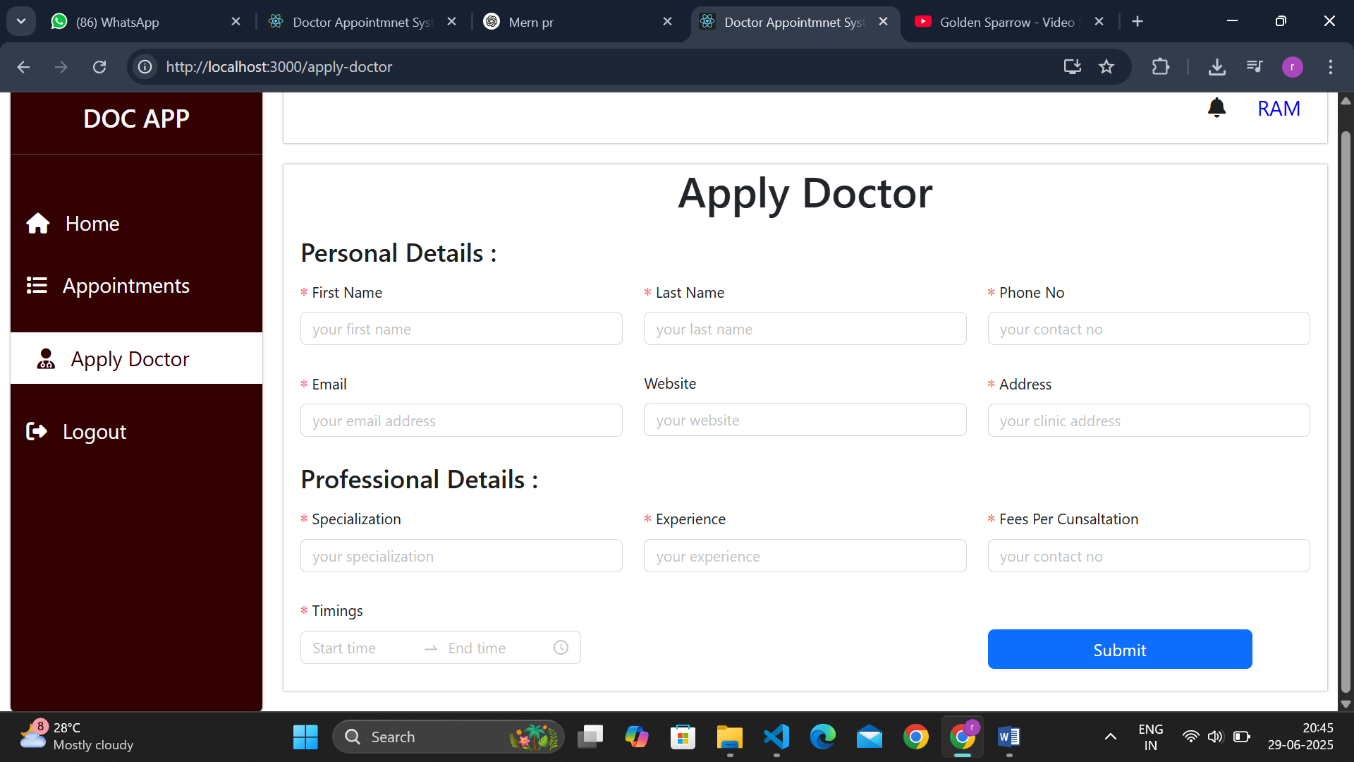 (86) WhatsApp
Doctor Appointmnet Syst
Mern pr
Doctor Appointmnet Syst
Golden Sparrow - Video S
http://localhost:3000/apply-doctor
r
DOC APP
RAM
Home
Appointments
Apply Doctor
Logout
Apply Doctor
Personal Details :
* First Name
* Last Name
* Phone No
your first name
your last name
your contact no
* Email
Website
* Address
your email address
your website
your clinic address
Professional Details :
* Specialization
* Experience
* Fees Per Cunsaltation
your specialization
your experience
your contact no
* Timings
Start time
End time
Submit
8
28°C
Mostly cloudy
Search
r
W
ENG
IN
20:45
29-06-2025